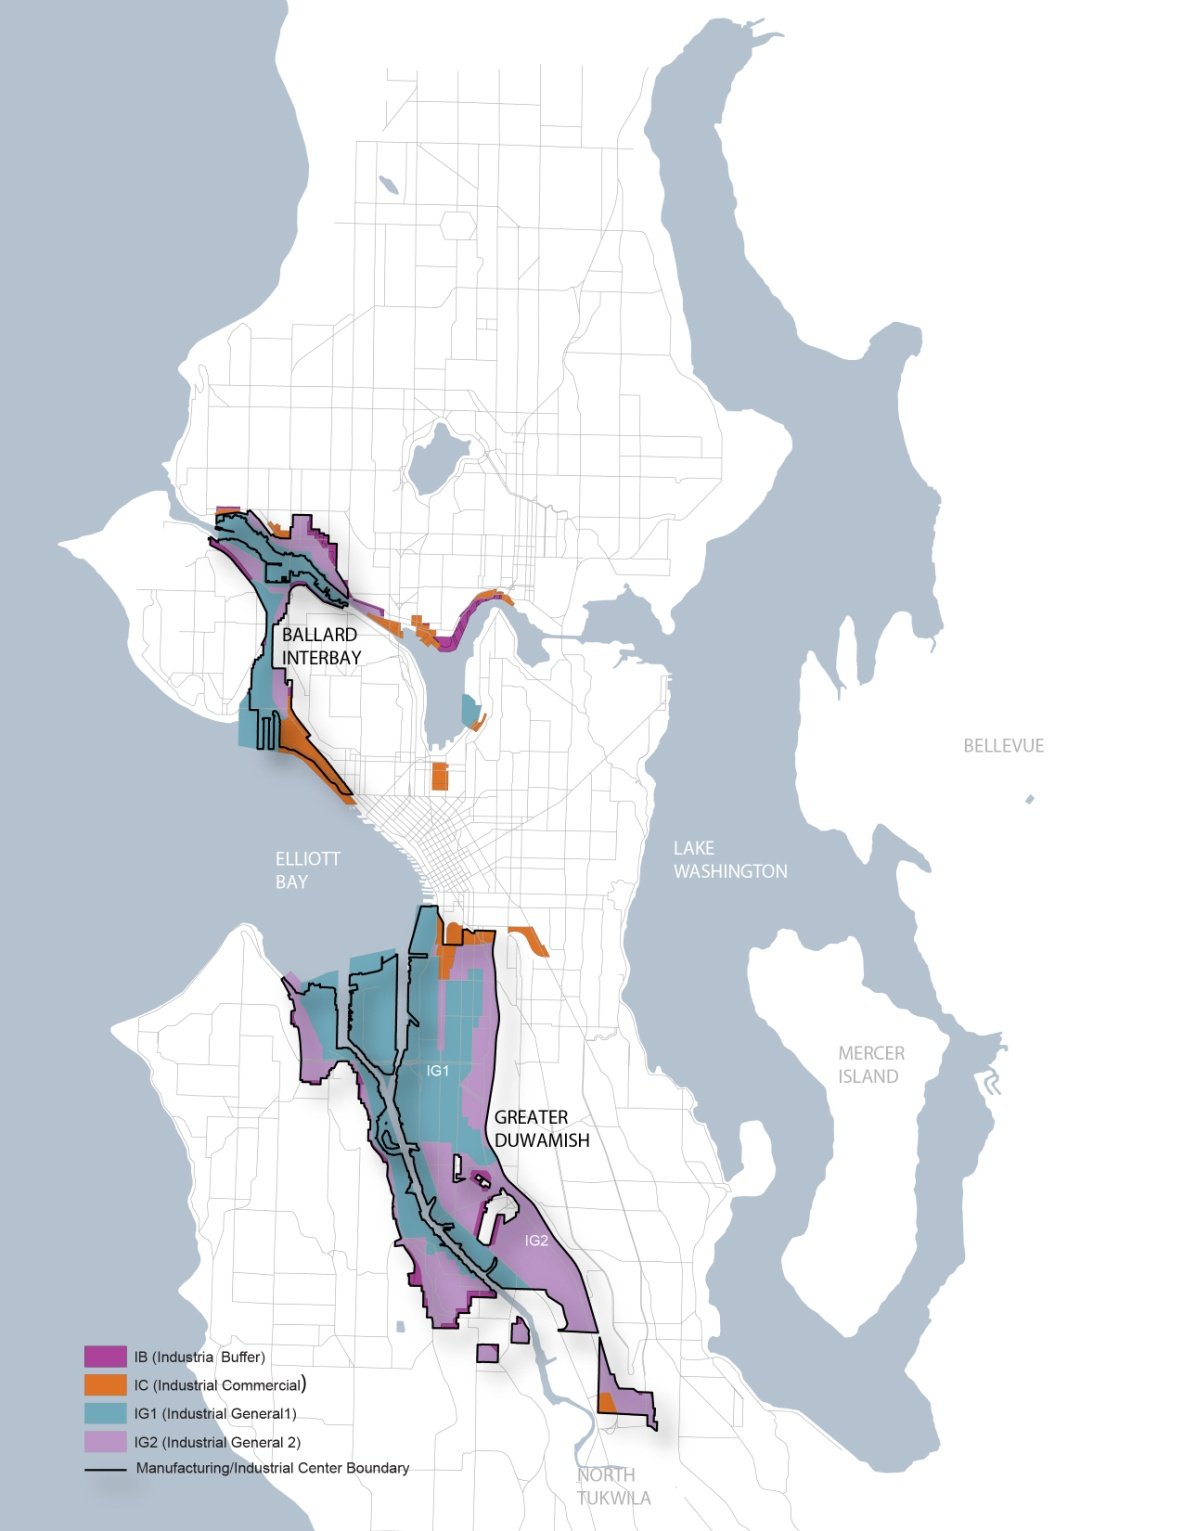 BALLARD
INTERBAY
BELLEVUE
ELLIOTT
BAY
LAKE
WASHINGTON
MERCER
ISLAND
IG1
GREATER
DUWAMISH
IG2
IB (Industria Buffer)
IC (Industrial Commercial)
IG1 (Industrial General1)
IG2 (Industrial General 2)
Manufacturing/Industrial Center Boundary
NORTH
TUKWILA